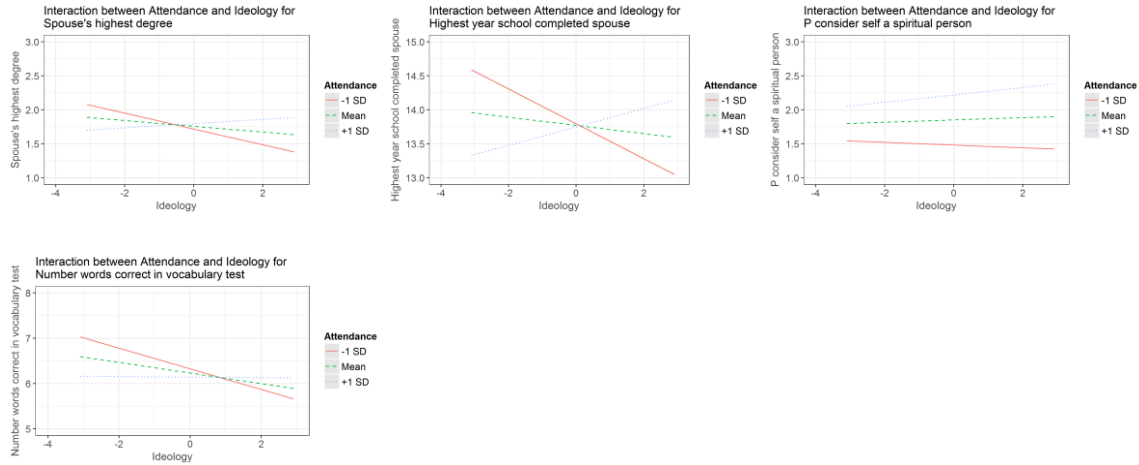 Interaction between Attendance and Ideology for
Spouse's highest degree
Spouse's highest degree
3.0
2.5
2.0
1.5
1.0
-4
-2
0
2
Ideology
Attendance
-1 SD
Mean
+1 SD
Interaction between Attendance and Ideology for
Highest year school completed spouse
Highest year school completed spouse
15.0
14.5
14.0
13.5
13.0
-4
-2
0
2
Ideology
Attendance
-1 SD
Mean
+1 SD
Interaction between Attendance and Ideology for
P consider self a spiritual person
P consider self a spiritual person
3.0
2.5
2.0
1.5
1.0
-4
-2
0
2
Ideology
Attendance
-1 SD
Mean
+1 SD
Interaction between Attendance and Ideology for
Number words correct in vocabulary test
Number words correct in vocabulary test
8
7
6
5
-4
-2
0
2
Ideology
Attendance
-1 SD
Mean
+1 SD